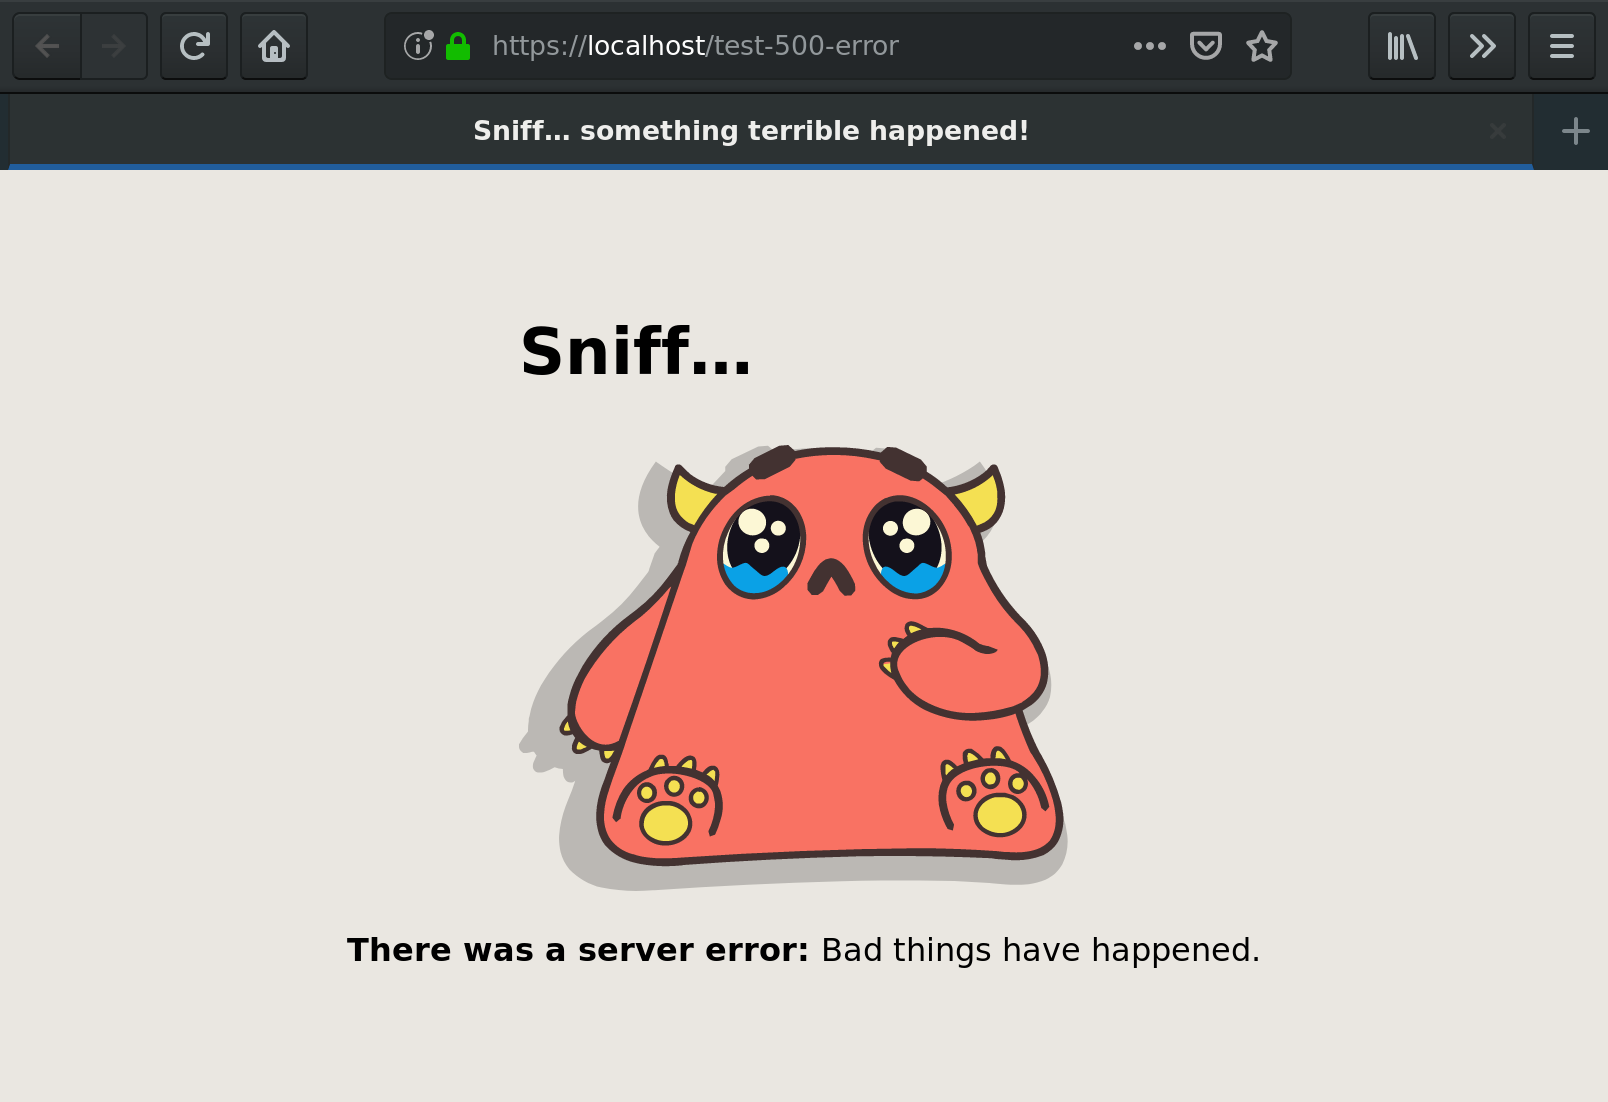 https://localhost/test-500-error
Sniff… something terrible happened!
Sniff…
There was a server error: Bad things have happened.